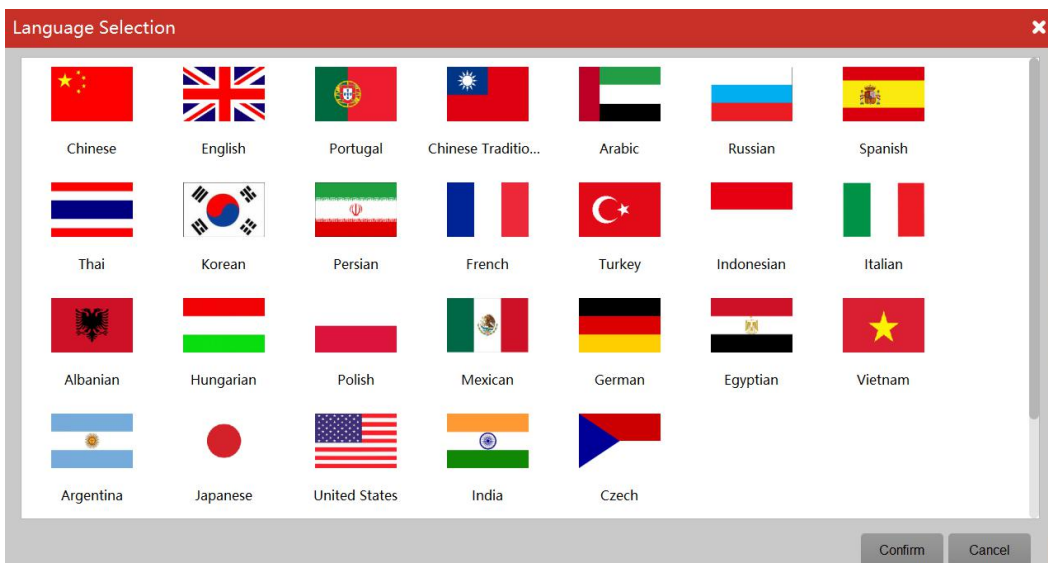 Language Selection
Chinese English Portugal Chinese Traditio... Arabic Russian Spanish
Thai Korean Persian French Turkey Indonesian Italian
Albanian Hungarian Polish Mexican German Egyptian Vietnam
Argentina Japanese United States India Czech
Confirm Cancel